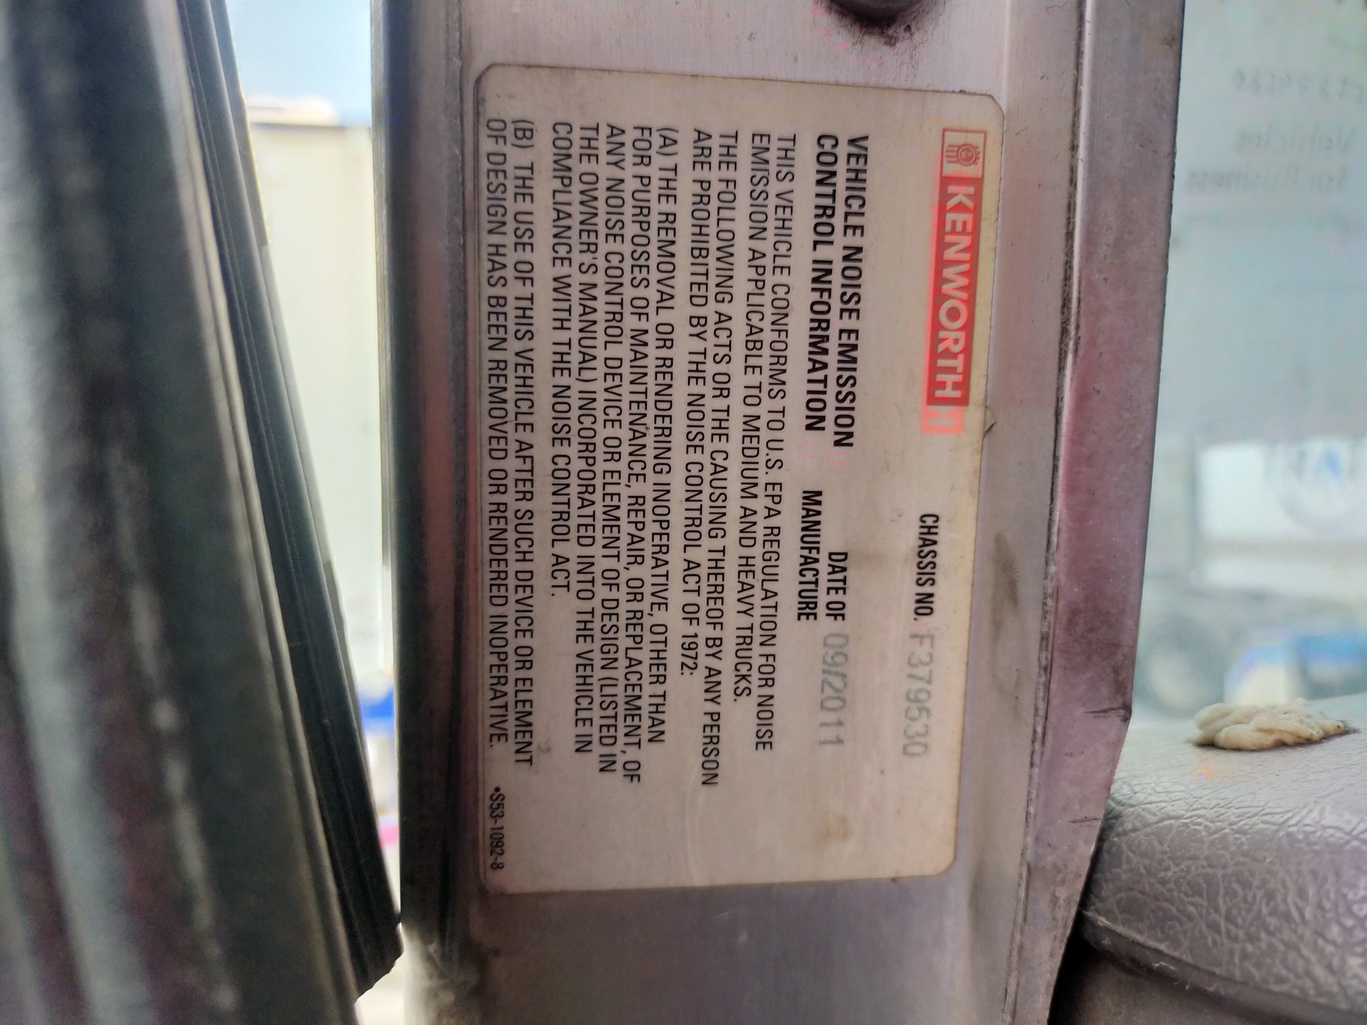 KENWORTH
CHASSIS NO. F379530
VEHICLE NOISE EMISSION
CONTROL INFORMATION
DATE OF
MANUFACTURE
09/2011
THIS VEHICLE CONFORMS TO U.S. EPA REGULATION FOR NOISE
EMISSION APPLICABLE TO MEDIUM AND HEAVY TRUCKS.
THE FOLLOWING ACTS OR THE CAUSING THEREOF BY ANY PERSON
ARE PROHIBITED BY THE NOISE CONTROL ACT OF 1972:
(A) THE REMOVAL OR RENDERING INOPERATIVE, OTHER THAN
FOR PURPOSES OF MAINTENANCE, REPAIR, OR REPLACEMENT, OF
ANY NOISE CONTROL DEVICE OR ELEMENT OF DESIGN (LISTED IN
THE OWNER'S MANUAL) INCORPORATED INTO THE VEHICLE IN
COMPLIANCE WITH THE NOISE CONTROL ACT.
(B) THE USE OF THIS VEHICLE AFTER SUCH DEVICE OR ELEMENT
OF DESIGN HAS BEEN REMOVED OR RENDERED INOPERATIVE.
•S53-1092-8
Vehicles
for Business